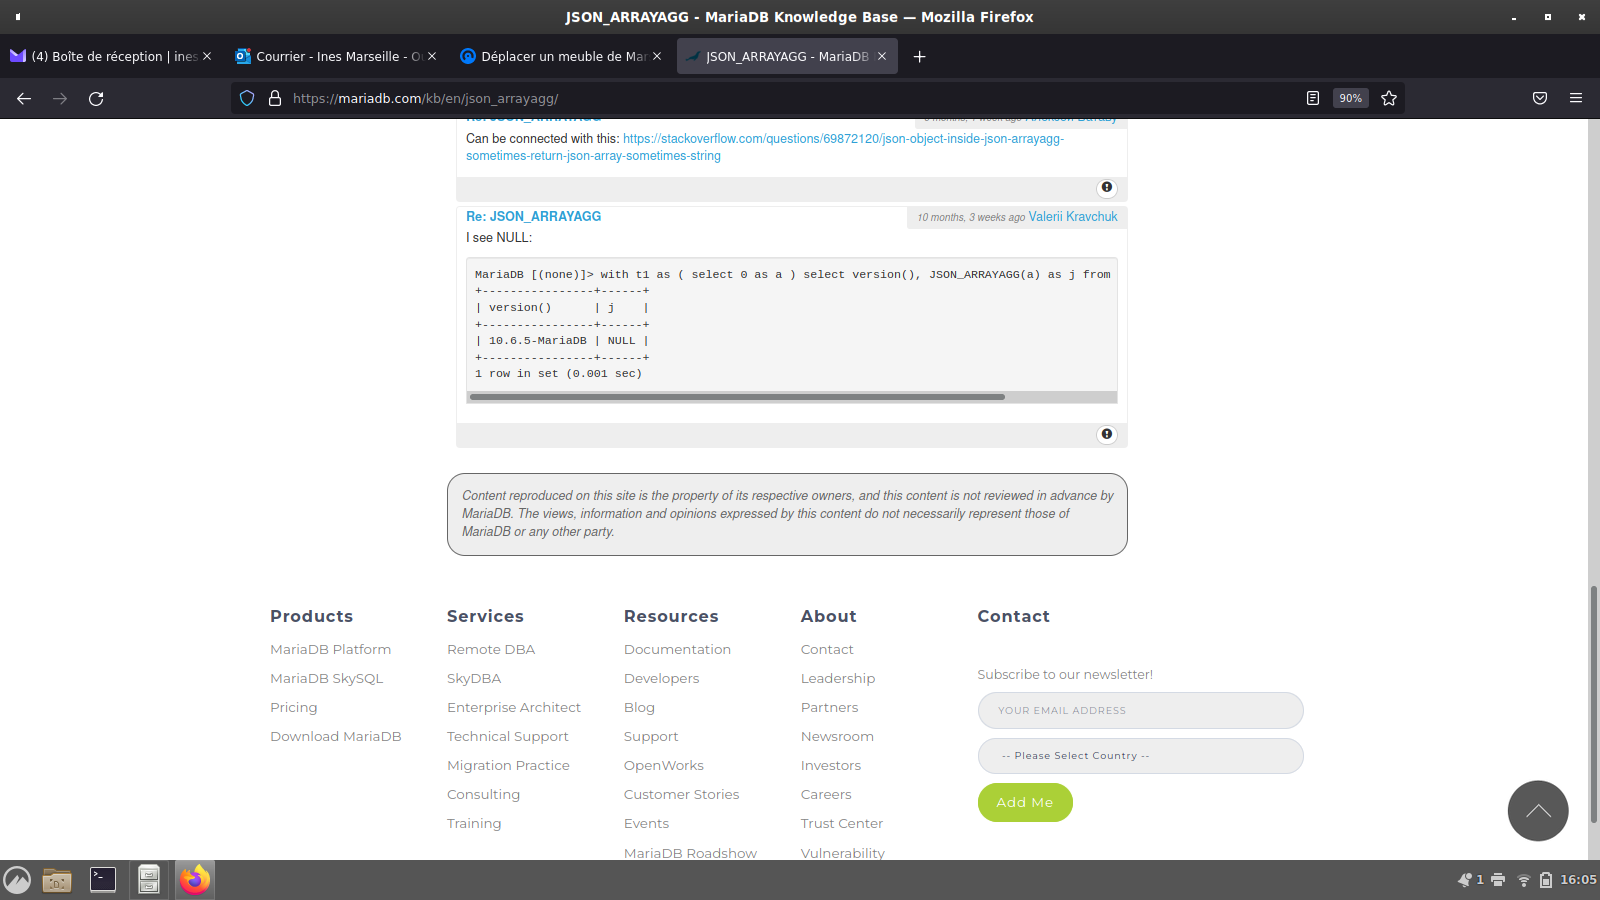 JSON_ARRAYAGG - MariaDB Knowledge Base — Mozilla Firefox
(4) Boîte de réception | ines
Courrier - Ines Marseille - O
Déplacer un meuble de Mar
JSON_ARRAYAGG - MariaDB
https://mariadb.com/kb/en/json_arrayagg/
90%
Re: JSON_ARRAYAGG
Can be connected with this: https://stackoverflow.com/questions/69872120/json-object-inside-json-arrayagg-
sometimes-return-json-array-sometimes-string
Re: JSON_ARRAYAGG
10 months, 3 weeks ago Valerii Kravchuk
I see NULL:
MariaDB [(none)]> with t1 as ( select 0 as a ) select version(), JSON_ARRAYAGG(a) as j from
+----------------+------+
| version()      | j    |
+----------------+------+
| 10.6.5-MariaDB | NULL |
+----------------+------+
1 row in set (0.001 sec)
Content reproduced on this site is the property of its respective owners, and this content is not reviewed in advance by
MariaDB. The views, information and opinions expressed by this content do not necessarily represent those of
MariaDB or any other party.
Products
MariaDB Platform
MariaDB SkySQL
Pricing
Download MariaDB
Services
Remote DBA
SkyDBA
Enterprise Architect
Technical Support
Migration Practice
Consulting
Training
Resources
Documentation
Developers
Blog
Support
OpenWorks
Customer Stories
Events
MariaDB Roadshow
About
Contact
Leadership
Partners
Newsroom
Investors
Careers
Trust Center
Vulnerability
Contact
Subscribe to our newsletter!
YOUR EMAIL ADDRESS
-- Please Select Country --
Add Me
1
16:05